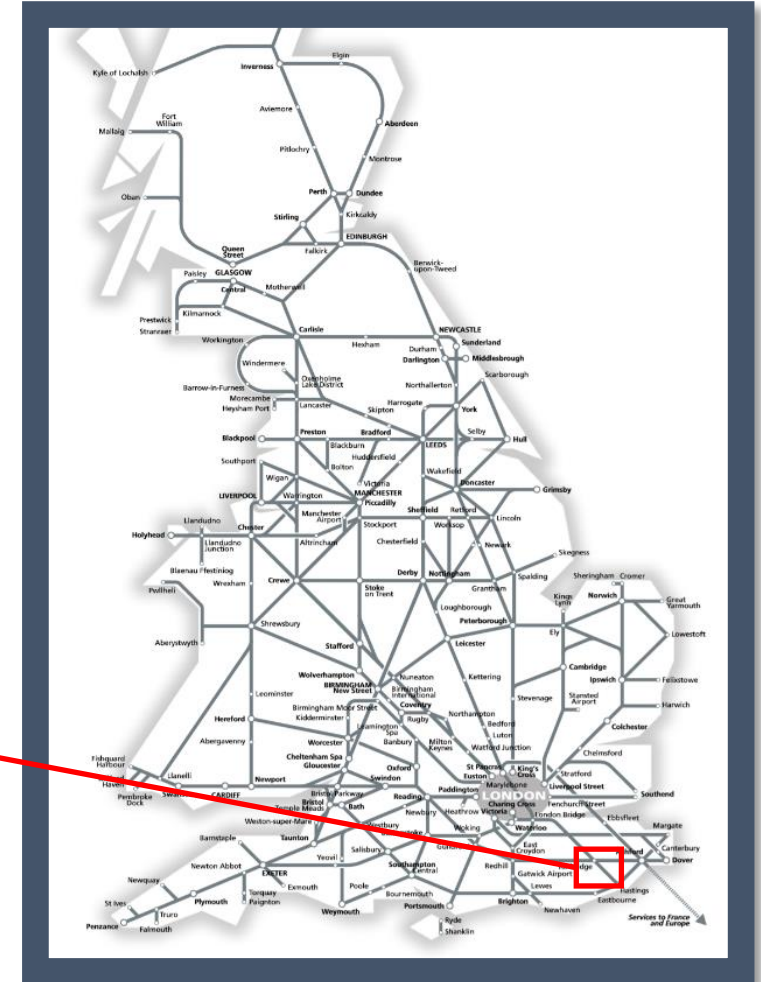 Elgin
Inverness
Kyle of Lochalsh
Aviemore
Fort
William
Aberdeen
Mallaig
Pitlochry
Montrose
Perth
Dundee
Oban
Kirkcaldy
Stirling
EDINBURGH
Queen
Street
Falkirk
Berwick-
upon-Tweed
Paisley
GLASGOW
Central
Motherwell
Kilmarnock
Prestwick
Stranraer
Carlisle
NEWCASTLE
Workington
Hexham
Sunderland
Durham
Darlington
Middlesbrough
Windermere
Scarborough
Oxenholme
Lake District
Barrow-in-Furness
Northallerton
Morecambe
Heysham Port
Lancaster
Harrogate
York
Skipton
Preston
Bradford
Selby
Blackpool
Blackburn
LEEDS
Hull
Huddersfield
Southport
Bolton
Wakefield
Wigan
Victoria
Doncaster
LIVERPOOL
Warrington
MANCHESTER
Piccadilly
Grimsby
Manchester
Airport
Sheffield
Retford
Llandudno
Chester
Stockport
Worksop
Lincoln
Holyhead
Llandudno
Junction
Altrincham
Chesterfield
Newark
Skegness
Blaenau Ffestiniog
Derby
Nottingham
Wrexham
Crewe
Stoke
on Trent
Grantham
Spalding
Sheringham
Cromer
Pwllheli
Kings
Lynn
Norwich
Great
Yarmouth
Loughborough
Shrewsbury
Peterborough
Ely
Lowestoft
Aberystwyth
Stafford
Leicester
Wolverhampton
Cambridge
BIRMINGHAM
New Street
Nuneaton
Kettering
Ipswich
Felixstowe
Leominster
Birmingham
International
Stevenage
Stansted
Airport
Birmingham Moor Street
Coventry
Harwich
Hereford
Kidderminster
Rugby
Northampton
Bedford
Colchester
Leamington
Spa
Luton
Abergavenny
Worcester
Banbury
Milton
Keynes
Watford Junction
Chelmsford
Fishguard
Harbour
Cheltenham Spa
Gloucester
Oxford
St Pancras
Euston
King's
Cross
Stratford
Haven
Llanelli
Newport
Swindon
Marylebone
Liverpool Street
Pembroke
Dock
CARDIFF
Bristol Parkway
Reading
Paddington
LONDON
Southend
Bristol
Temple Meads
Bath
Newbury
Heathrow
Victoria
Charing Cross
Fenchurch Street
Weston-super-Mare
London Bridge
Ebbsfleet
Westbury
Woking
Waterloo
Margate
Barnstaple
Taunton
Salisbury
East
Croydon
Canterbury
Newton Abbot
Yeovil
Southampton
Central
Redhill
Dover
EXETER
Gatwick Airport
Newquay
Exmouth
Poole
Bournemouth
Lewes
Hastings
Eastbourne
St Ives
Plymouth
Torquay
Paignton
Portsmouth
Brighton
Newhaven
Truro
Weymouth
Penzance
Falmouth
Ryde
Shanklin
Services to France
and Europe